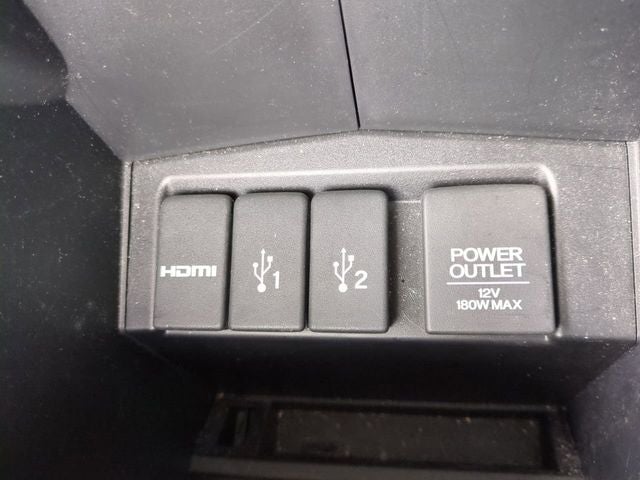 HDMI
1
2
POWER
OUTLET
12V
180W MAX